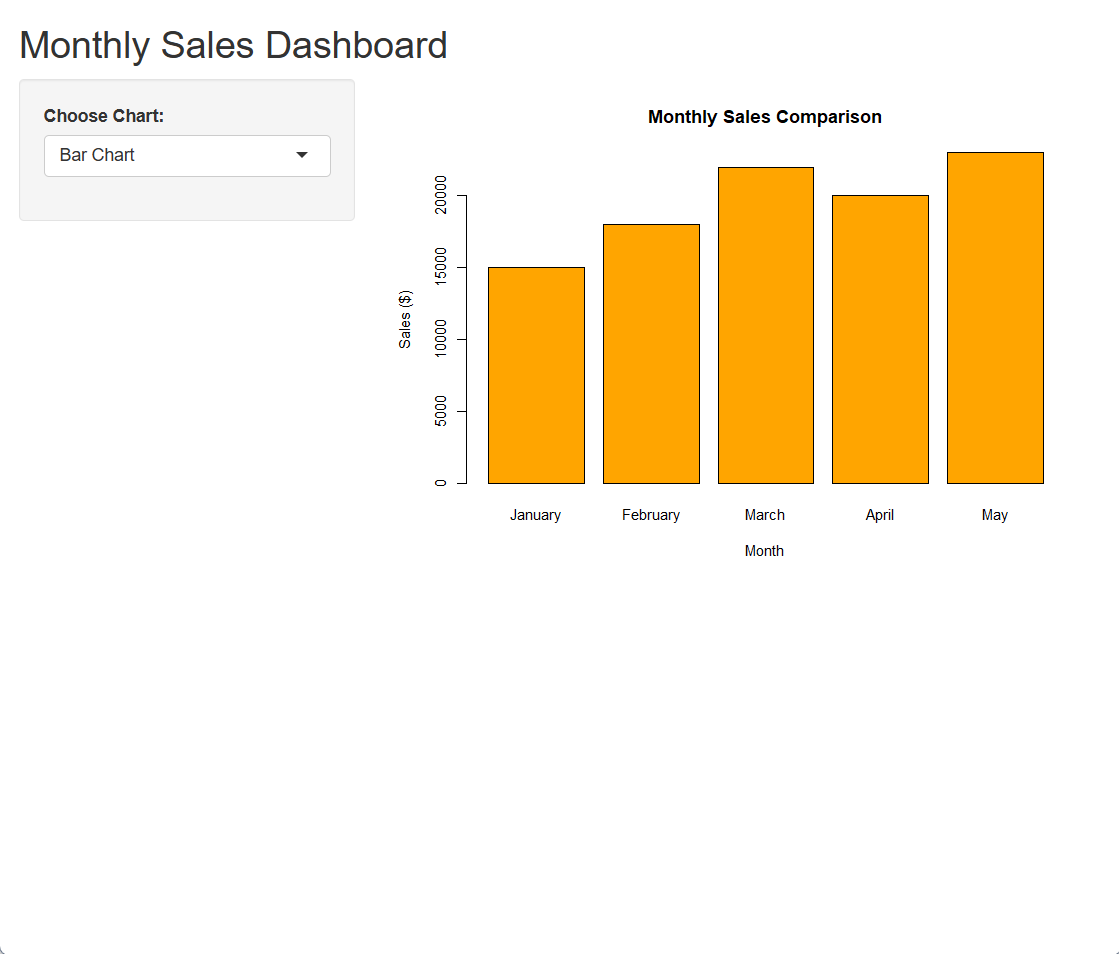 Monthly Sales Dashboard
Choose Chart:
Bar Chart
Monthly Sales Comparison
Sales ($)
20000
15000
10000
5000
0
January February March April May
Month